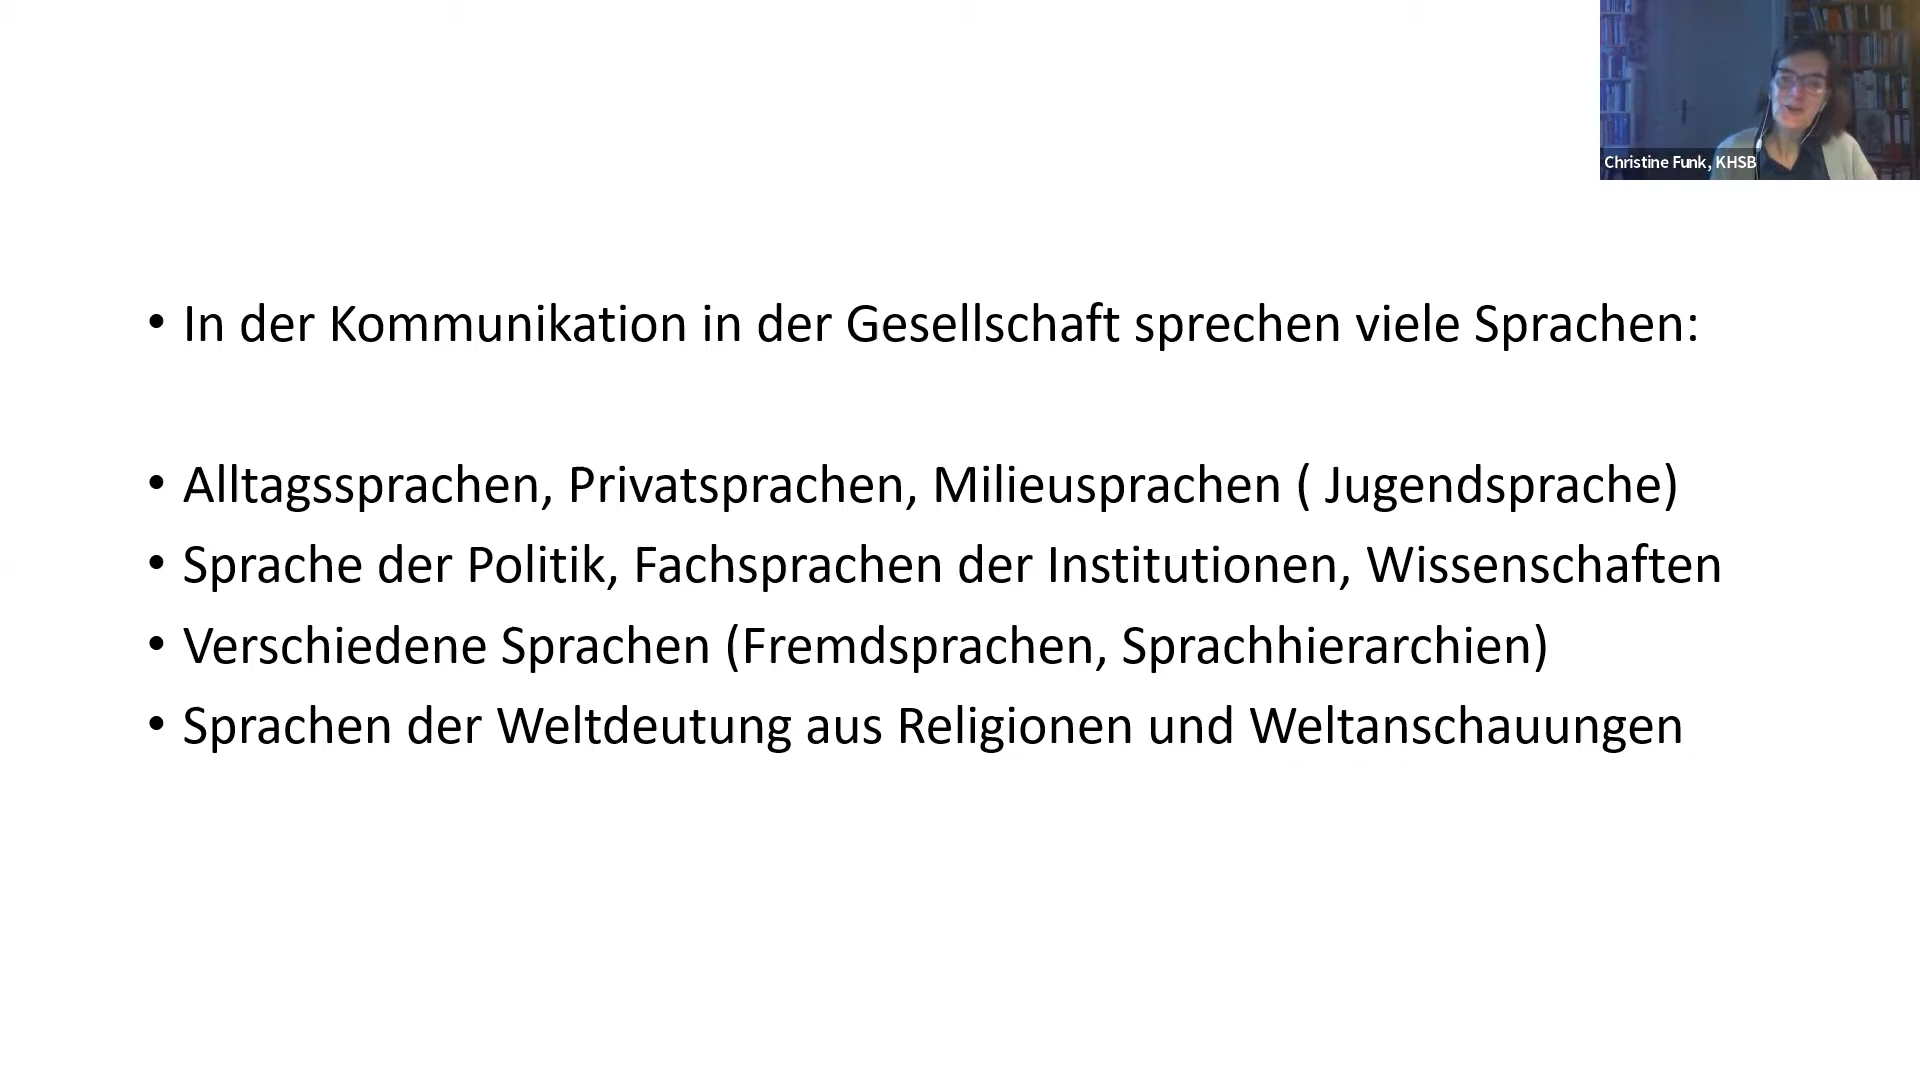 Christine Funk, KHSB
• In der Kommunikation in der Gesellschaft sprechen viele Sprachen:
• Alltagssprachen, Privatsprachen, Milieusprachen ( Jugendsprache)
• Sprache der Politik, Fachsprachen der Institutionen, Wissenschaften
• Verschiedene Sprachen (Fremdsprachen, Sprachhierarchien)
• Sprachen der Weltdeutung aus Religionen und Weltanschauungen